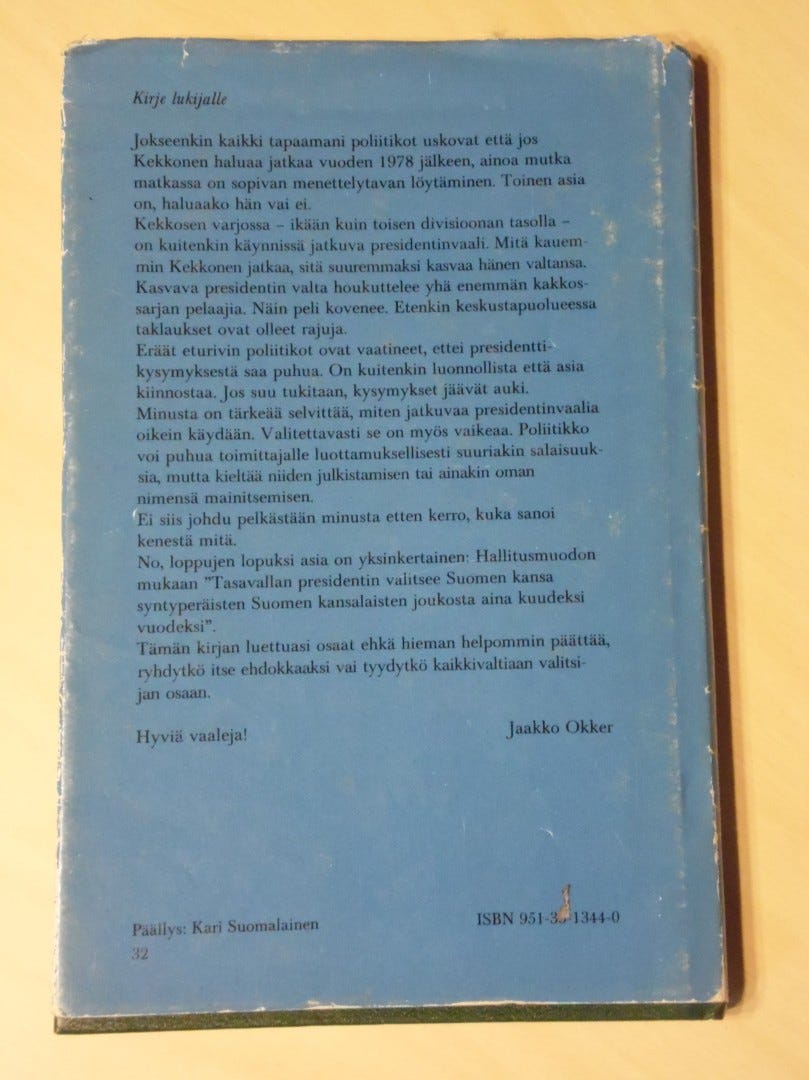 Kirje lukijalle
Jokseenkin kaikki tapaamani poliitikot uskovat että jos
Kekkonen haluaa jatkaa vuoden 1978 jälkeen, ainoa mutka
matkassa on sopivan menettelytavan löytäminen. Toinen asia
on, haluaako hän vai ei.
Kekkosen varjossa – ikään kuin toisen divisioonan tasolla –
on kuitenkin käynnissä jatkuva presidentinvaali. Mitä kauem-
min Kekkonen jatkaa, sitä suuremmaksi kasvaa hänen valtansa.
Kasvava presidentin valta houkuttelee yhä enemmän kakkos-
sarjan pelaajia. Näin peli kovenee. Etenkin keskustapuolueessa
taklaukset ovat olleet rajuja.
Eräät eturivin poliitikot ovat vaatineet, ettei presidentti-
kysymyksestä saa puhua. On kuitenkin luonnollista että asia
kiinnostaa. Jos suu tukitaan, kysymykset jäävät auki.
Minusta on tärkeää selvittää, miten jatkuvaa presidentinvaalia
oikein käydään. Valitettavasti se on myös vaikeaa. Poliitikko
voi puhua toimittajalle luottamuksellisesti suuriakin salaisuuk-
sia, mutta kieltää niiden julkistamisen tai ainakin oman
nimensä mainitsemisen.
Ei siis johdu pelkästään minusta etten kerro, kuka sanoi
kenestä mitä.
No, loppujen lopuksi asia on yksinkertainen: Hallitusmuodon
mukaan "Tasavallan presidentin valitsee Suomen kansa
syntyperäisten Suomen kansalaisten joukosta aina kuudeksi
vuodeksi".
Tämän kirjan luettuasi osaat ehkä hieman helpommin päättää,
ryhdytkö itse ehdokkaaksi vai tyydytkö kaikkivaltiaan valitsi-
jan osaan.
Hyviä vaaleja! Jaakko Okker
Päällys: Kari Suomalainen
32
ISBN